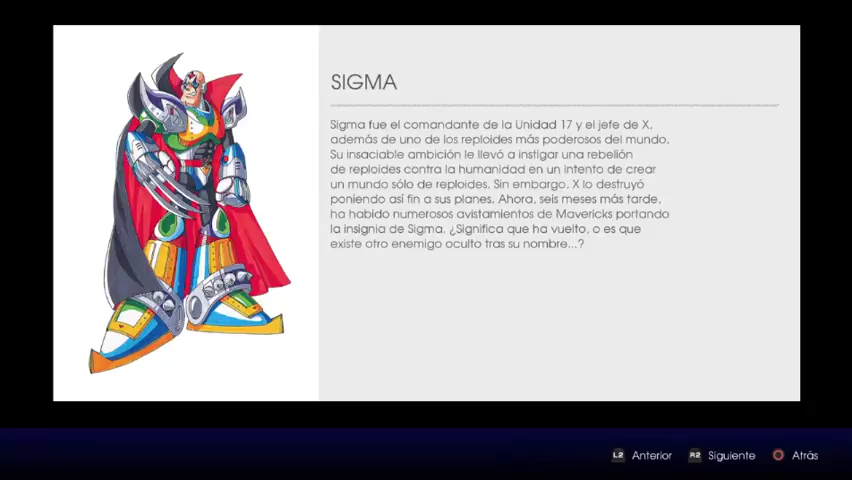 SIGMA
Sigma fue el comandante de la Unidad 17 y el jefe de X,
además de uno de los reploides más poderosos del mundo.
Su insaciable ambición le llevó a instigar una rebelión
de reploides contra la humanidad en un intento de crear
un mundo sólo de reploides. Sin embargo, X lo destruyó
poniendo así fin a sus planes. Ahora, seis meses más tarde,
ha habido numerosos avistamientos de Mavericks portando
la insignia de Sigma. ¿Significa que ha vuelto, o es que
existe otro enemigo oculto tras su nombre...?
L2 Anterior R2 Siguiente Atrás